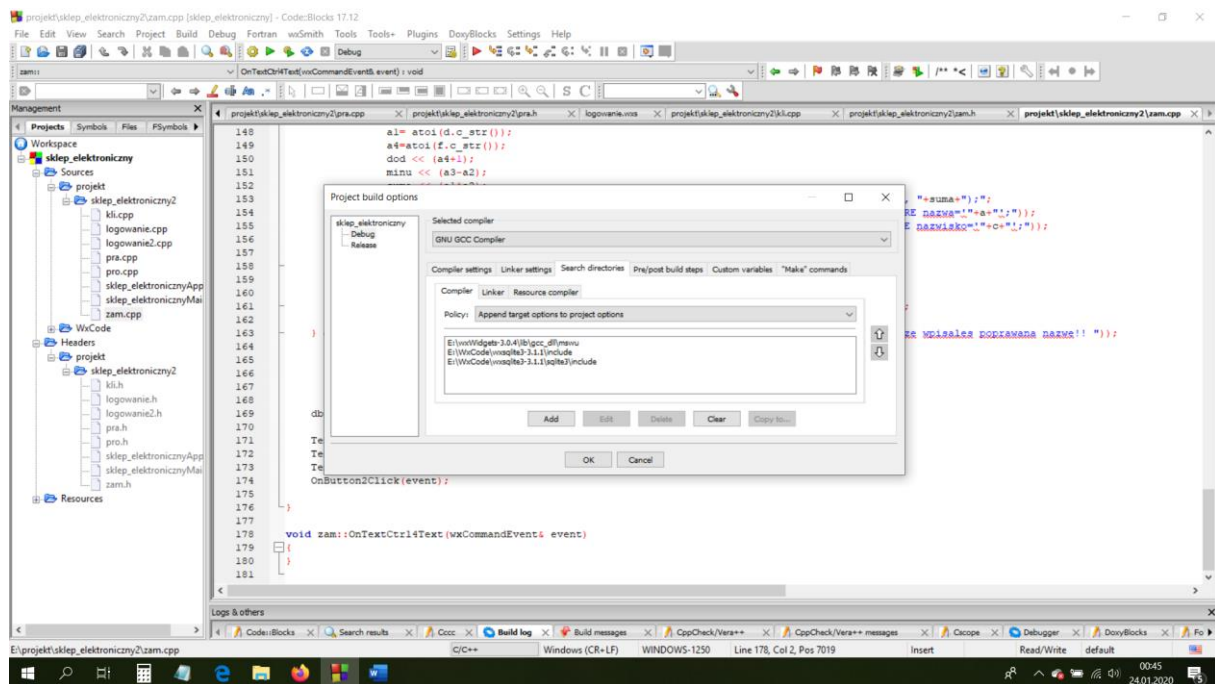 projekt\sklep_elektroniczny2\zam.cpp [sklep_elektroniczny] - Code::Blocks 17.12
File Edit View Search Project Build Debug Fortran wxSmith Tools Tools+ Plugins DoxyBlocks Settings Help
Debug
zam::
OnTextCtrl4Text(wxCommandEvent& event) : void
/** *<
S C
Management
Projects Symbols Files FSymbols
Workspace
sklep_elektroniczny
Sources
projekt
sklep_elektroniczny2
kli.cpp
logowanie.cpp
logowanie2.cpp
pra.cpp
pro.cpp
sklep_elektronicznyApp
sklep_elektronicznyMai
zam.cpp
WxCode
Headers
projekt
sklep_elektroniczny2
kli.h
logowanie.h
logowanie2.h
pra.h
pro.h
sklep_elektronicznyApp
sklep_elektronicznyMai
zam.h
Resources
projekt\sklep_elektroniczny2\pra.cpp projekt\sklep_elektroniczny2\pra.h logowanie.wxs projekt\sklep_elektroniczny2\kli.cpp projekt\sklep_elektroniczny2\zam.h projekt\sklep_elektroniczny2\zam.cpp
148 a1= atoi(d.c_str());
149 a4=atoi(f.c_str());
150 dod << (a4+1);
151 minu << (a3-a2);
152
153 , "+suma+");";
154 RE nazwa='"+a+"';"));
155 E nazwisko='"+c+"';"));
156
157
158
159
160
161
162
163 } ze wpisales poprawana nazwe!! "));
164
165
166
167
168
169 db
170
171 Te
172 Te
173 Te
174 OnButton2Click(event);
175
176 }
177
178 void zam::OnTextCtrl4Text(wxCommandEvent& event)
179 {
180 }
181
Project build options
sklep_elektroniczny
Debug
Release
Selected compiler
GNU GCC Compiler
Compiler settings Linker settings Search directories Pre/post build steps Custom variables "Make" commands
Compiler Linker Resource compiler
Policy: Append target options to project options
E:\wxWidgets-3.0.4\lib\gcc_dll\mswu
E:\WxCode\wxsqlite3-3.1.1\include
E:\WxCode\wxsqlite3-3.1.1\sqlite3\include
Add Edit Delete Clear Copy to...
OK Cancel
Logs & others
Code::Blocks Search results Cccc Build log Build messages CppCheck/Vera++ CppCheck/Vera++ messages Cscope Debugger DoxyBlocks Fo
E:\projekt\sklep_elektroniczny2\zam.cpp C/C++ Windows (CR+LF) WINDOWS-1250 Line 178, Col 2, Pos 7019 Insert Read/Write default
00:45
24.01.2020